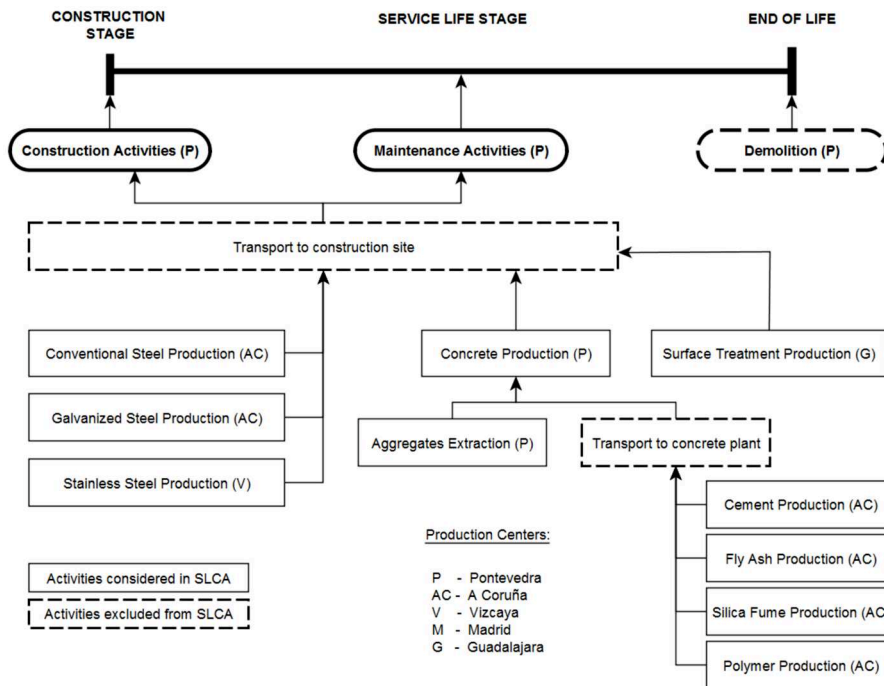 CONSTRUCTION
STAGE
SERVICE LIFE STAGE
END OF LIFE
Construction Activities (P)
Maintenance Activities (P)
Demolition (P)
Transport to construction site
Conventional Steel Production (AC)
Concrete Production (P)
Surface Treatment Production (G)
Galvanized Steel Production (AC)
Aggregates Extraction (P)
Transport to concrete plant
Stainless Steel Production (V)
Cement Production (AC)
Fly Ash Production (AC)
Silica Fume Production (AC
Polymer Production (AC)
Production Centers:
P - Pontevedra
AC - A Coruña
V - Vizcaya
M - Madrid
G - Guadalajara
Activities considered in SLCA
Activities excluded from SLCA